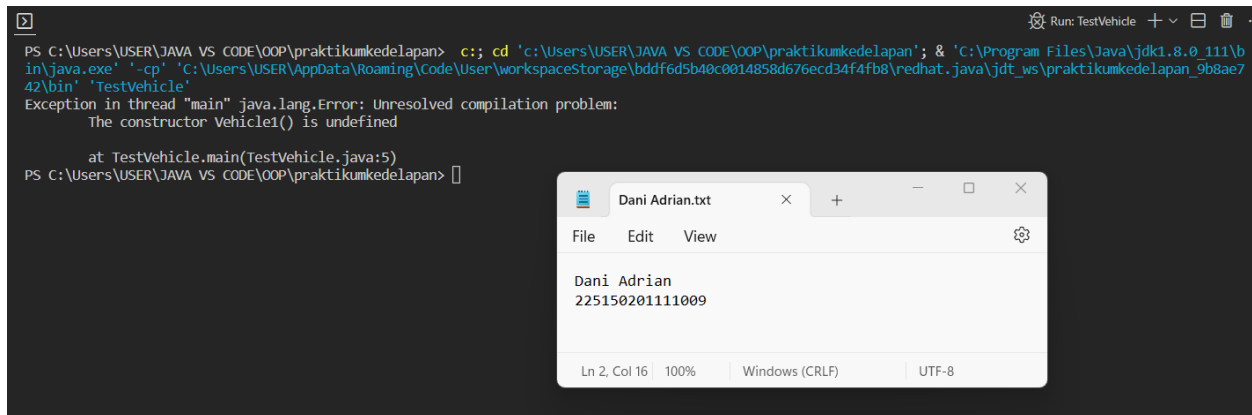 Run: TestVehicle
PS C:\Users\USER\JAVA VS CODE\OOP\praktikumkedelapan> c:; cd 'c:\Users\USER\JAVA VS CODE\OOP\praktikumkedelapan'; & 'C:\Program Files\Java\jdk1.8.0_111\b
in\java.exe' '-cp' 'C:\Users\USER\AppData\Roaming\Code\User\workspaceStorage\bddf6d5b40c0014858d676ecd34f4fb8\redhat.java\jdt_ws\praktikumkedelapan_9b8ae7
42\bin' 'TestVehicle'
Exception in thread "main" java.lang.Error: Unresolved compilation problem:
The constructor Vehicle1() is undefined
at TestVehicle.main(TestVehicle.java:5)
PS C:\Users\USER\JAVA VS CODE\OOP\praktikumkedelapan>
Dani Adrian.txt
File Edit View
Dani Adrian
225150201111009
Ln 2, Col 16 100% Windows (CRLF) UTF-8